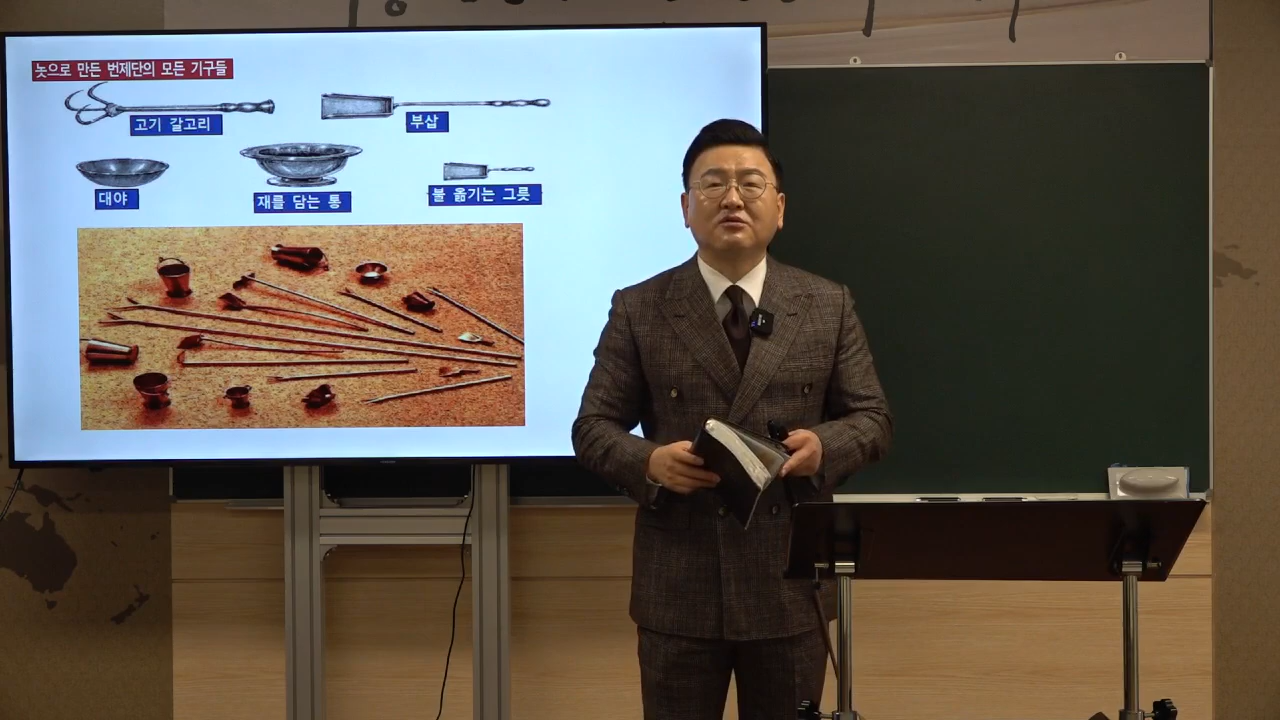 놋으로 만든 번제단의 모든 기구들
고기 갈고리
부삽
대야
재를 담는 통
불 옮기는 그릇